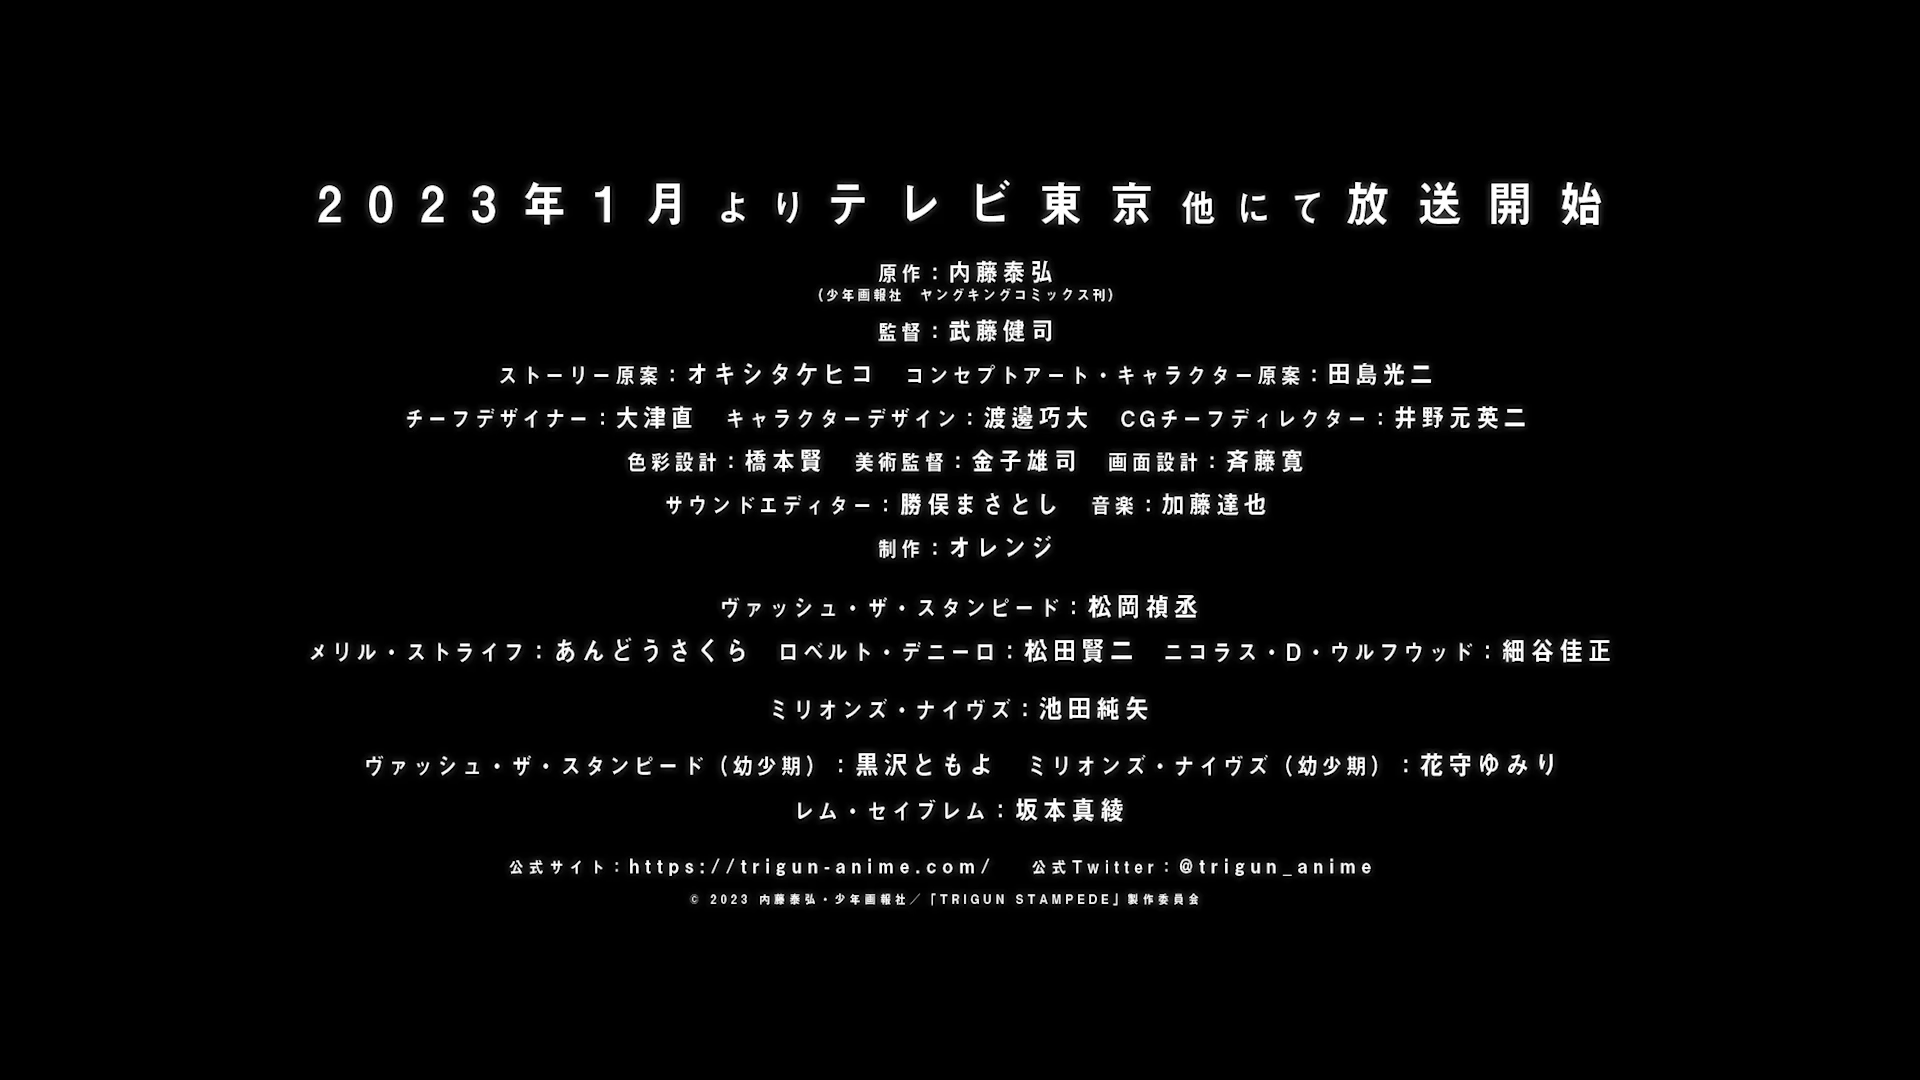 2023年1月よりテレビ東京他にて放送開始
原作：内藤泰弘
（少年画報社　ヤングキングコミックス刊）
監督：武藤健司
ストーリー原案：オキシタケヒコ　コンセプトアート・キャラクター原案：田島光二
チーフデザイナー：大津直　キャラクターデザイン：渡邊巧大　CGチーフディレクター：井野元英二
色彩設計：橋本賢　美術監督：金子雄司　画面設計：斉藤寛
サウンドエディター：勝俣まさとし　音楽：加藤達也
制作：オレンジ
ヴァッシュ・ザ・スタンピード：松岡禎丞
メリル・ストライフ：あんどうさくら　ロベルト・デニーロ：松田賢二　ニコラス・D・ウルフウッド：細谷佳正
ミリオンズ・ナイヴズ：池田純矢
ヴァッシュ・ザ・スタンピード（幼少期）：黒沢ともよ　ミリオンズ・ナイヴズ（幼少期）：花守ゆみり
レム・セイブレム：坂本真綾
公式サイト：https://trigun-anime.com/　公式Twitter：@trigun_anime
© 2023 内藤泰弘・少年画報社／「TRIGUN STAMPEDE」製作委員会